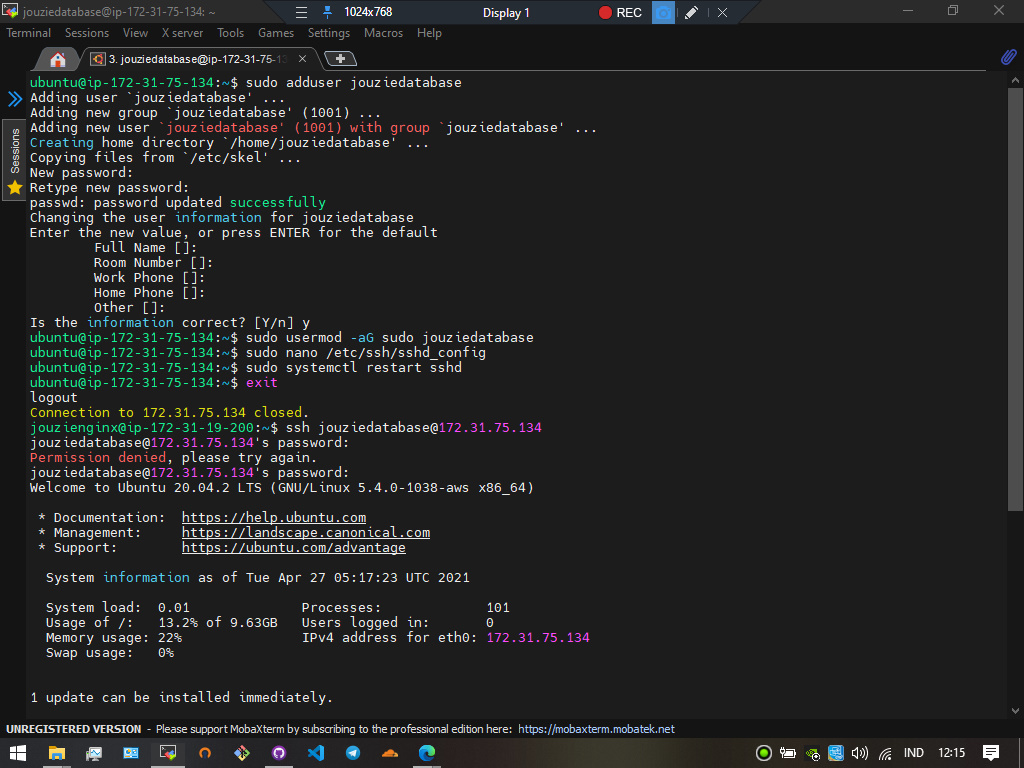 jouziedatabase@ip-172-31-75-134: ~
1024x768
Display 1
REC
Terminal Sessions View X server Tools Games Settings Macros Help
3. jouziedatabase@ip-172-31-75-13
Sessions
ubuntu@ip-172-31-75-134:~$ sudo adduser jouziedatabase
Adding user `jouziedatabase' ...
Adding new group `jouziedatabase' (1001) ...
Adding new user `jouziedatabase' (1001) with group `jouziedatabase' ...
Creating home directory `/home/jouziedatabase' ...
Copying files from `/etc/skel' ...
New password:
Retype new password:
passwd: password updated successfully
Changing the user information for jouziedatabase
Enter the new value, or press ENTER for the default
Full Name []:
Room Number []:
Work Phone []:
Home Phone []:
Other []:
Is the information correct? [Y/n] y
ubuntu@ip-172-31-75-134:~$ sudo usermod -aG sudo jouziedatabase
ubuntu@ip-172-31-75-134:~$ sudo nano /etc/ssh/sshd_config
ubuntu@ip-172-31-75-134:~$ sudo systemctl restart sshd
ubuntu@ip-172-31-75-134:~$ exit
logout
Connection to 172.31.75.134 closed.
jouzienginx@ip-172-31-19-200:~$ ssh jouziedatabase@172.31.75.134
jouziedatabase@172.31.75.134's password:
Permission denied, please try again.
jouziedatabase@172.31.75.134's password:
Welcome to Ubuntu 20.04.2 LTS (GNU/Linux 5.4.0-1038-aws x86_64)
* Documentation: https://help.ubuntu.com
* Management: https://landscape.canonical.com
* Support: https://ubuntu.com/advantage
System information as of Tue Apr 27 05:17:23 UTC 2021
System load: 0.01 Processes: 101
Usage of /: 13.2% of 9.63GB Users logged in: 0
Memory usage: 22% IPv4 address for eth0: 172.31.75.134
Swap usage: 0%
1 update can be installed immediately.
UNREGISTERED VERSION - Please support MobaXterm by subscribing to the professional edition here: https://mobaxterm.mobatek.net
IND 12:15